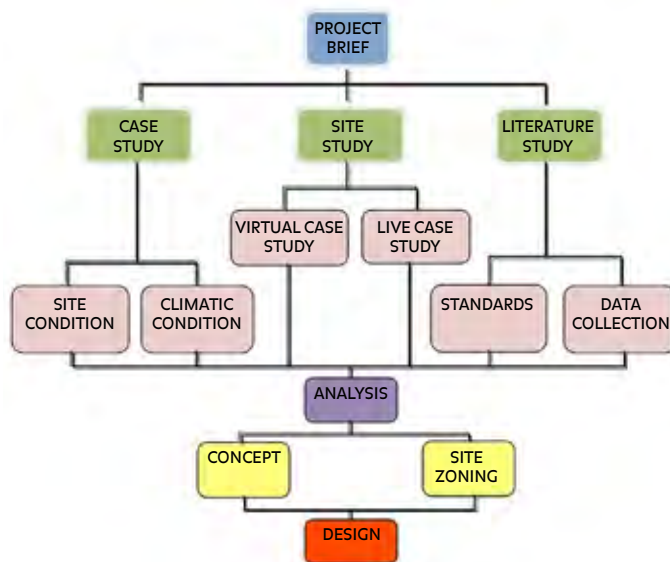 PROJECT
BRIEF
CASE
STUDY
SITE
STUDY
LITERATURE
STUDY
VIRTUAL CASE
STUDY
LIVE CASE
STUDY
SITE
CONDITION
CLIMATIC
CONDITION
STANDARDS
DATA
COLLECTION
ANALYSIS
CONCEPT
SITE
ZONING
DESIGN